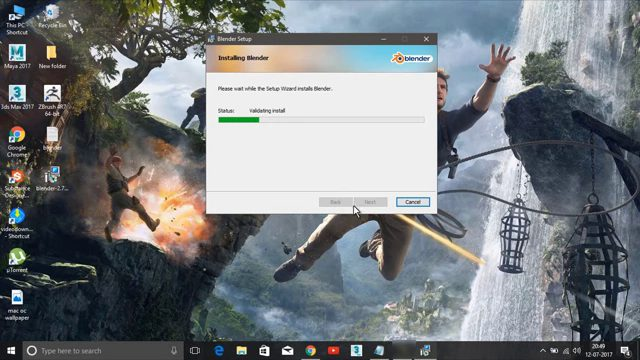 This PC
Shortcut
Recycle Bin
Maya 2017
New folder
3ds Max 2017
ZBrush 4R7
64-bit
Google
Chrome
blender
Substance
Designe...
blender-2.7...
videodown...
- Shortcut
µTorrent
mac oc
wallpaper
Blender Setup
Installing Blender
blender
Please wait while the Setup Wizard installs Blender.
Status: Validating install
Back Next Cancel
Type here to search
20:49
12-07-2017